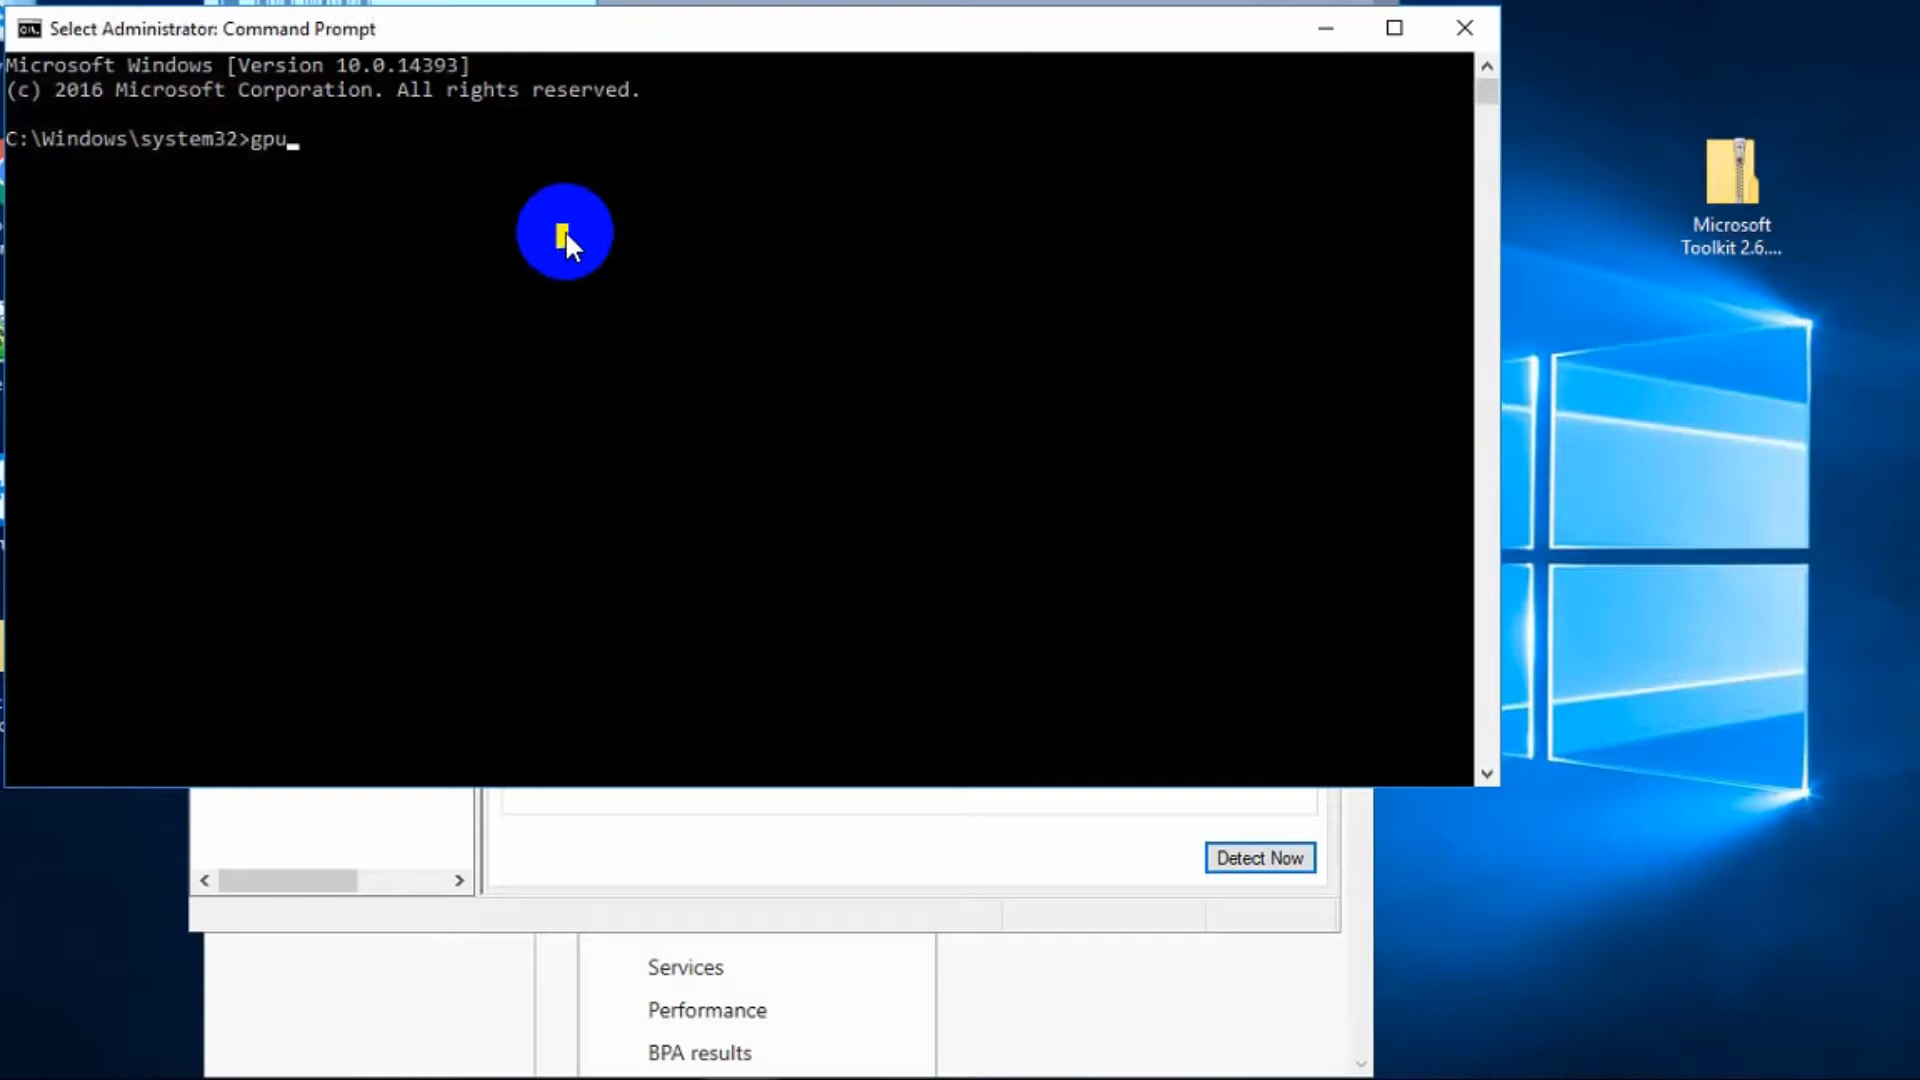 Select Administrator: Command Prompt
Microsoft Windows [Version 10.0.14393]
(c) 2016 Microsoft Corporation. All rights reserved.
C:\Windows\system32>gpu
Microsoft
Toolkit 2.6....
Detect Now
Services
Performance
BPA results